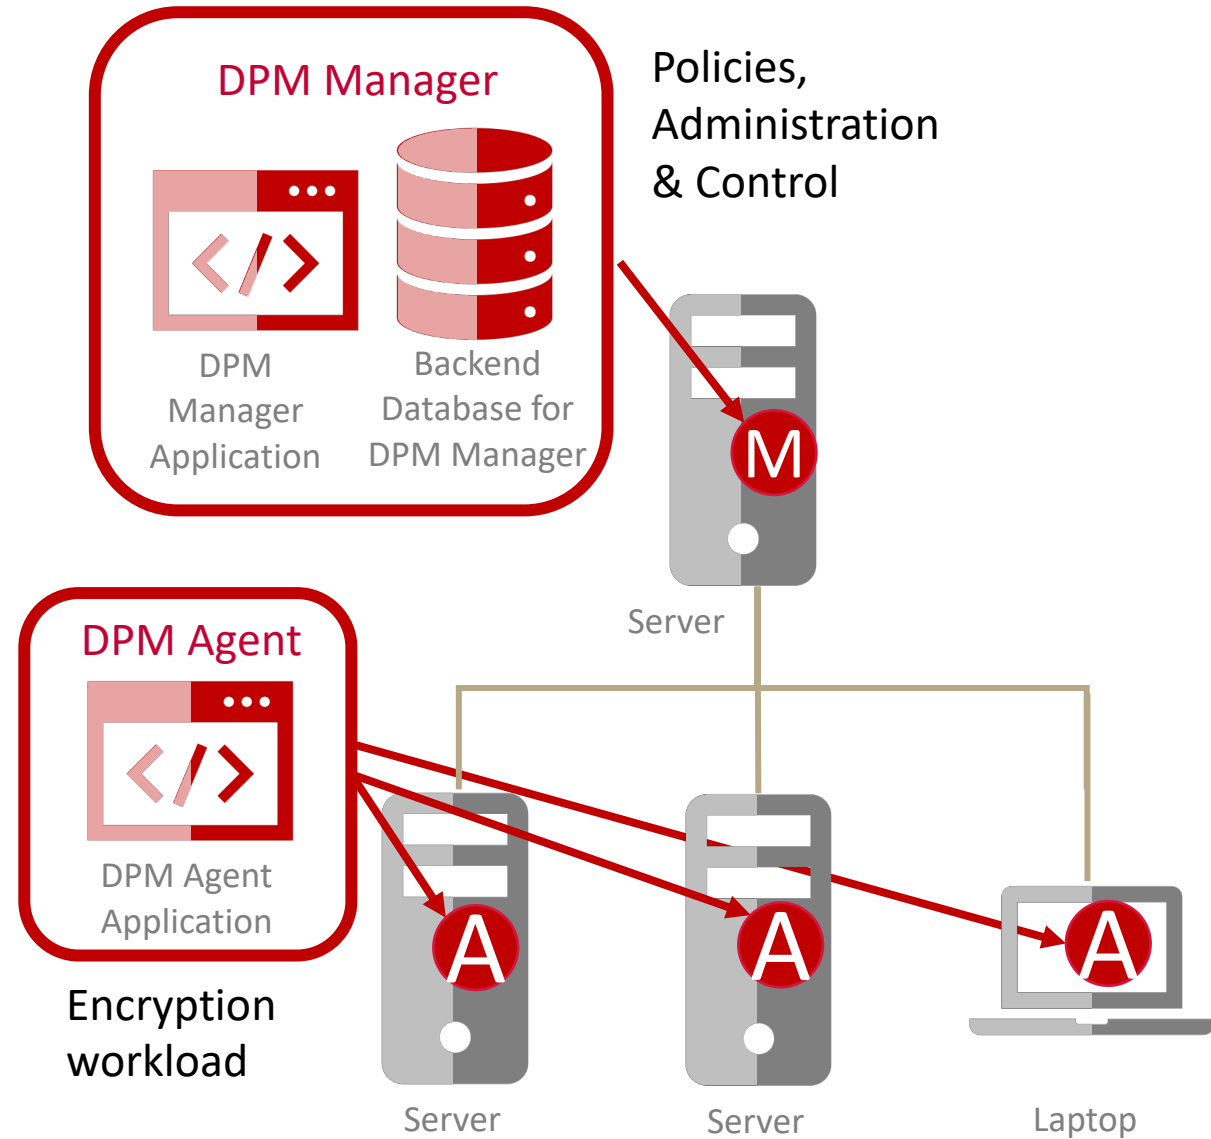 DPM Manager
Policies,
Administration
& Control
</>
DPM
Manager
Application
Backend
Database for
DPM Manager
M
Server
DPM Agent
</>
DPM Agent
Application
Encryption
workload
A
A
A
Server
Server
Laptop